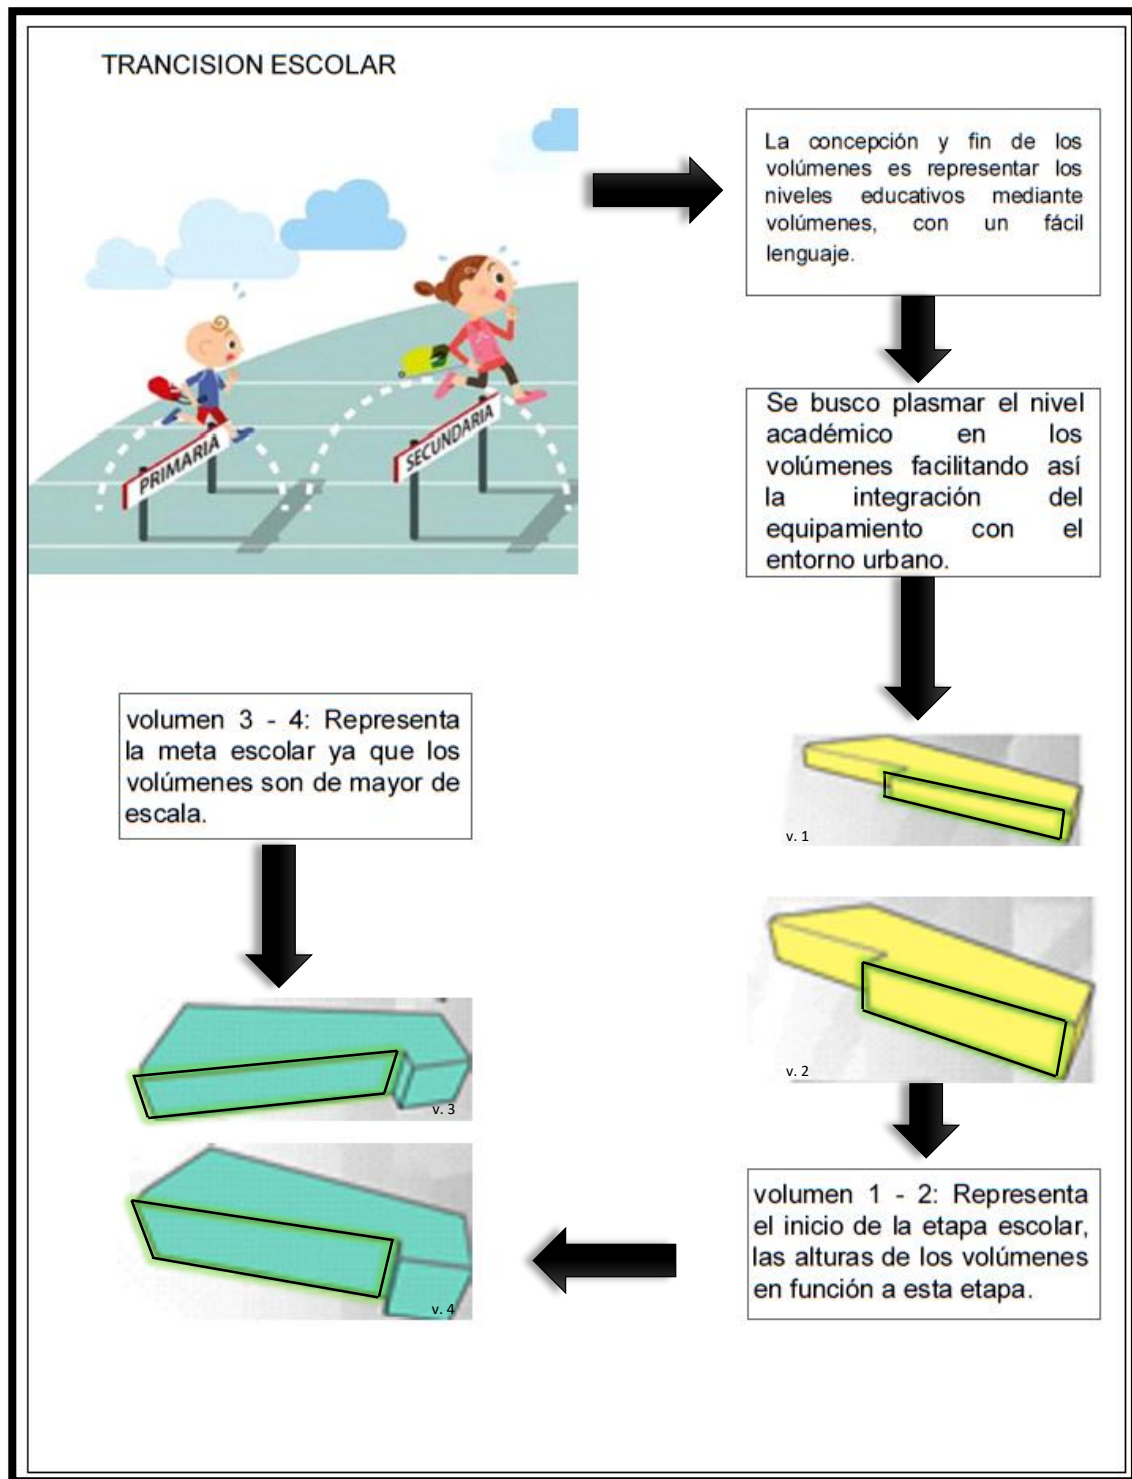 TRANCISION ESCOLAR
PRIMARIA
SECUNDARIA
La concepción y fin de los
volúmenes es representar los
niveles educativos mediante
volúmenes, con un fácil
lenguaje.
Se busco plasmar el nivel
académico en los
volúmenes facilitando así
la integración del
equipamiento con el
entorno urbano.
v. 1
v. 2
volumen 1 - 2: Representa
el inicio de la etapa escolar,
las alturas de los volúmenes
en función a esta etapa.
volumen 3 - 4: Representa
la meta escolar ya que los
volúmenes son de mayor de
escala.
v. 3
v. 4